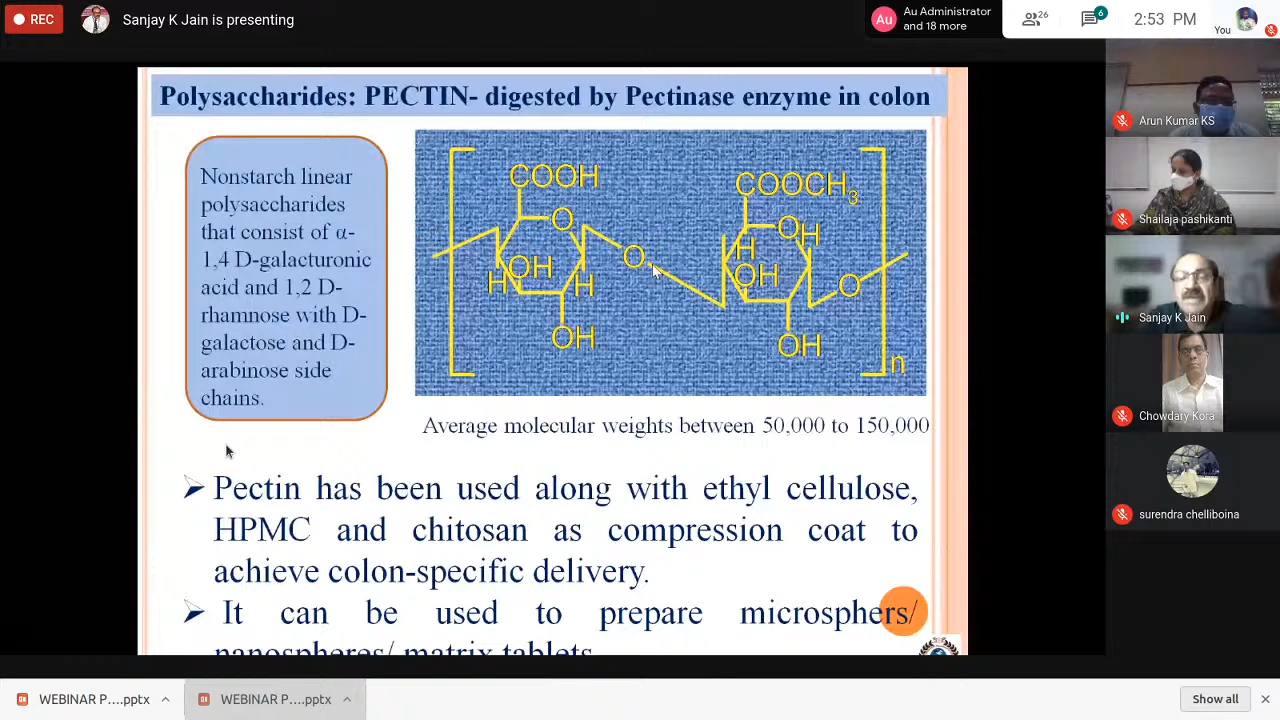 REC
Sanjay K Jain is presenting
Au
Au Administrator
and 18 more
26
6
2:53 PM
You
Polysaccharides: PECTIN- digested by Pectinase enzyme in colon
Nonstarch linear
polysaccharides
that consist of α-
1,4 D-galacturonic
acid and 1,2 D-
rhamnose with D-
galactose and D-
arabinose side
chains.
COOH
COOCH3
O
O
H
O
H
OH
OH
H
H
O
OH
OH
n
Average molecular weights between 50,000 to 150,000
➢ Pectin has been used along with ethyl cellulose,
HPMC and chitosan as compression coat to
achieve colon-specific delivery.
➢ It can be used to prepare microsphers/
nanospheres/ matrix tablets
Arun Kumar KS
Shailaja pashikanti
Sanjay K Jain
Chowdary Kora
surendra chelliboina
WEBINAR P....pptx
WEBINAR P....pptx
Show all